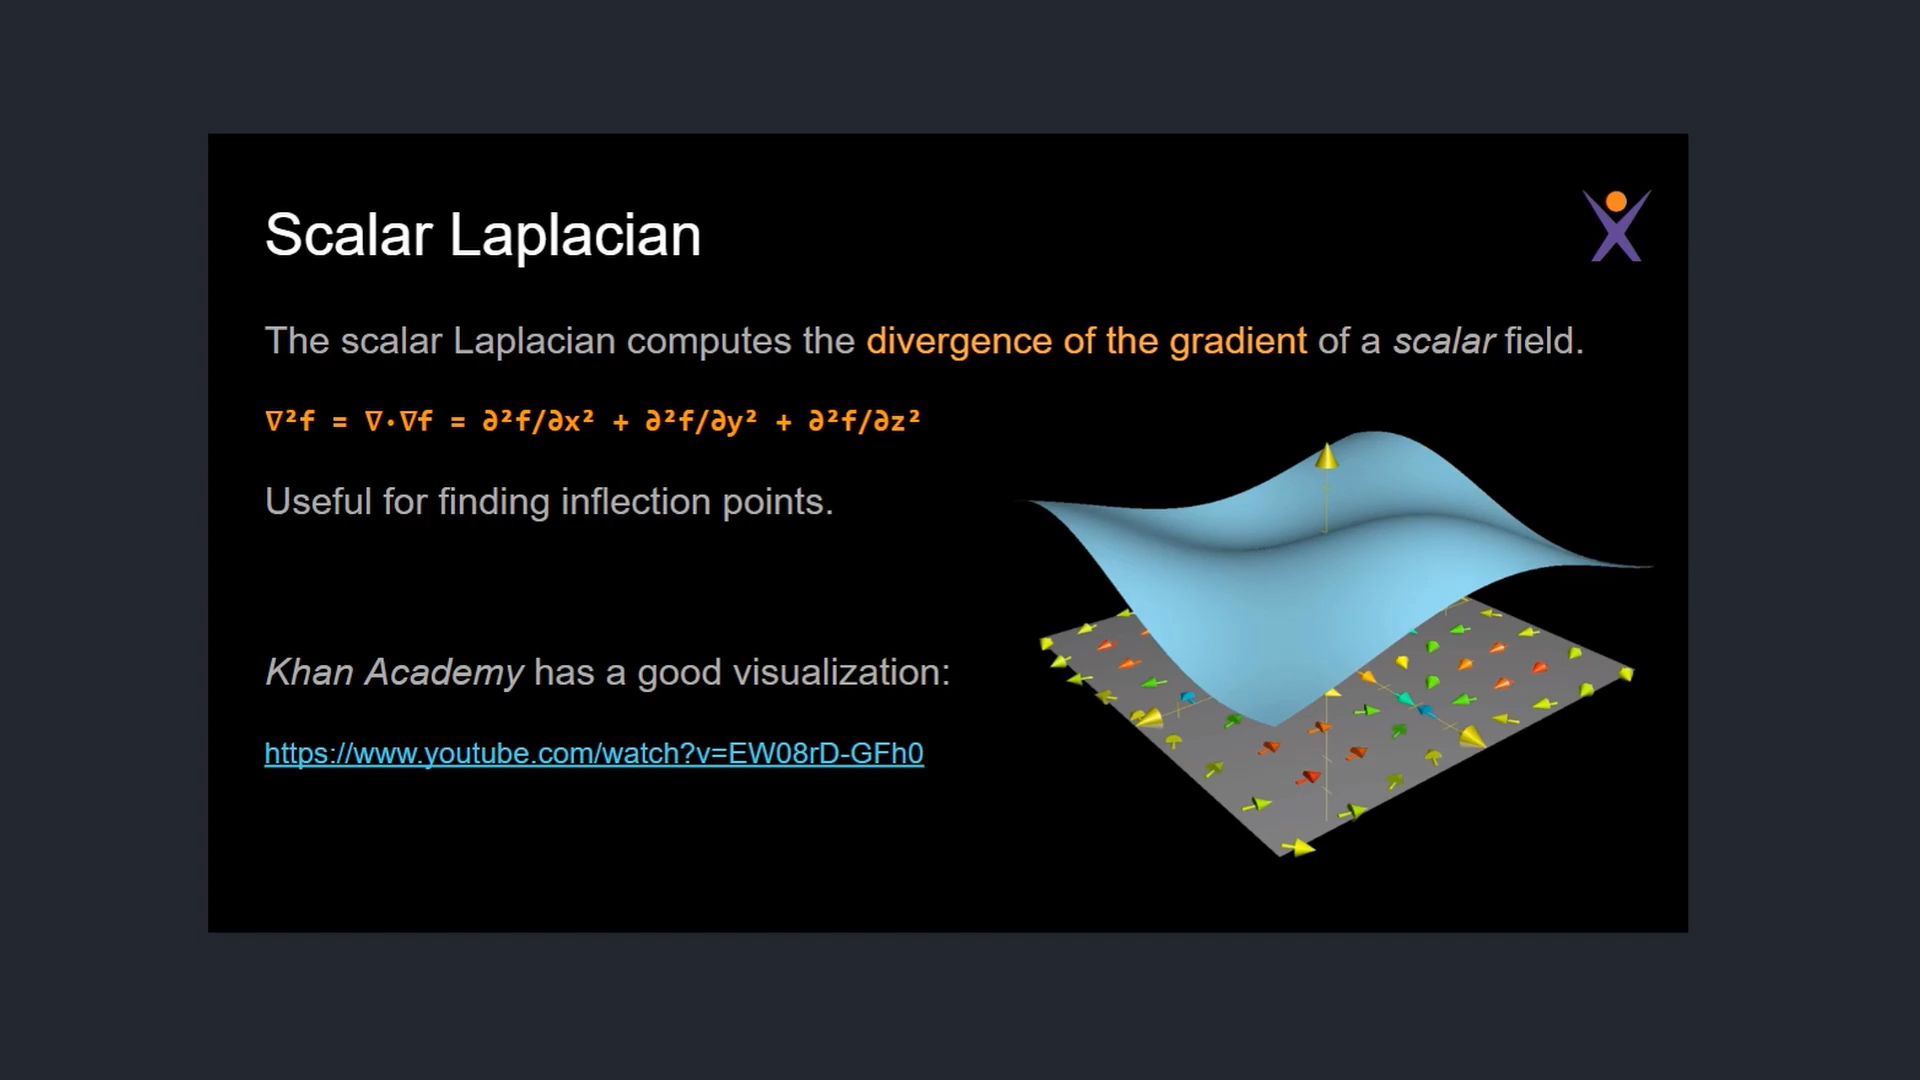 Scalar Laplacian
The scalar Laplacian computes the divergence of the gradient of a scalar field.
∇²f = ∇·∇f = ∂²f/∂x² + ∂²f/∂y² + ∂²f/∂z²
Useful for finding inflection points.
Khan Academy has a good visualization:
https://www.youtube.com/watch?v=EW08rD-GFh0